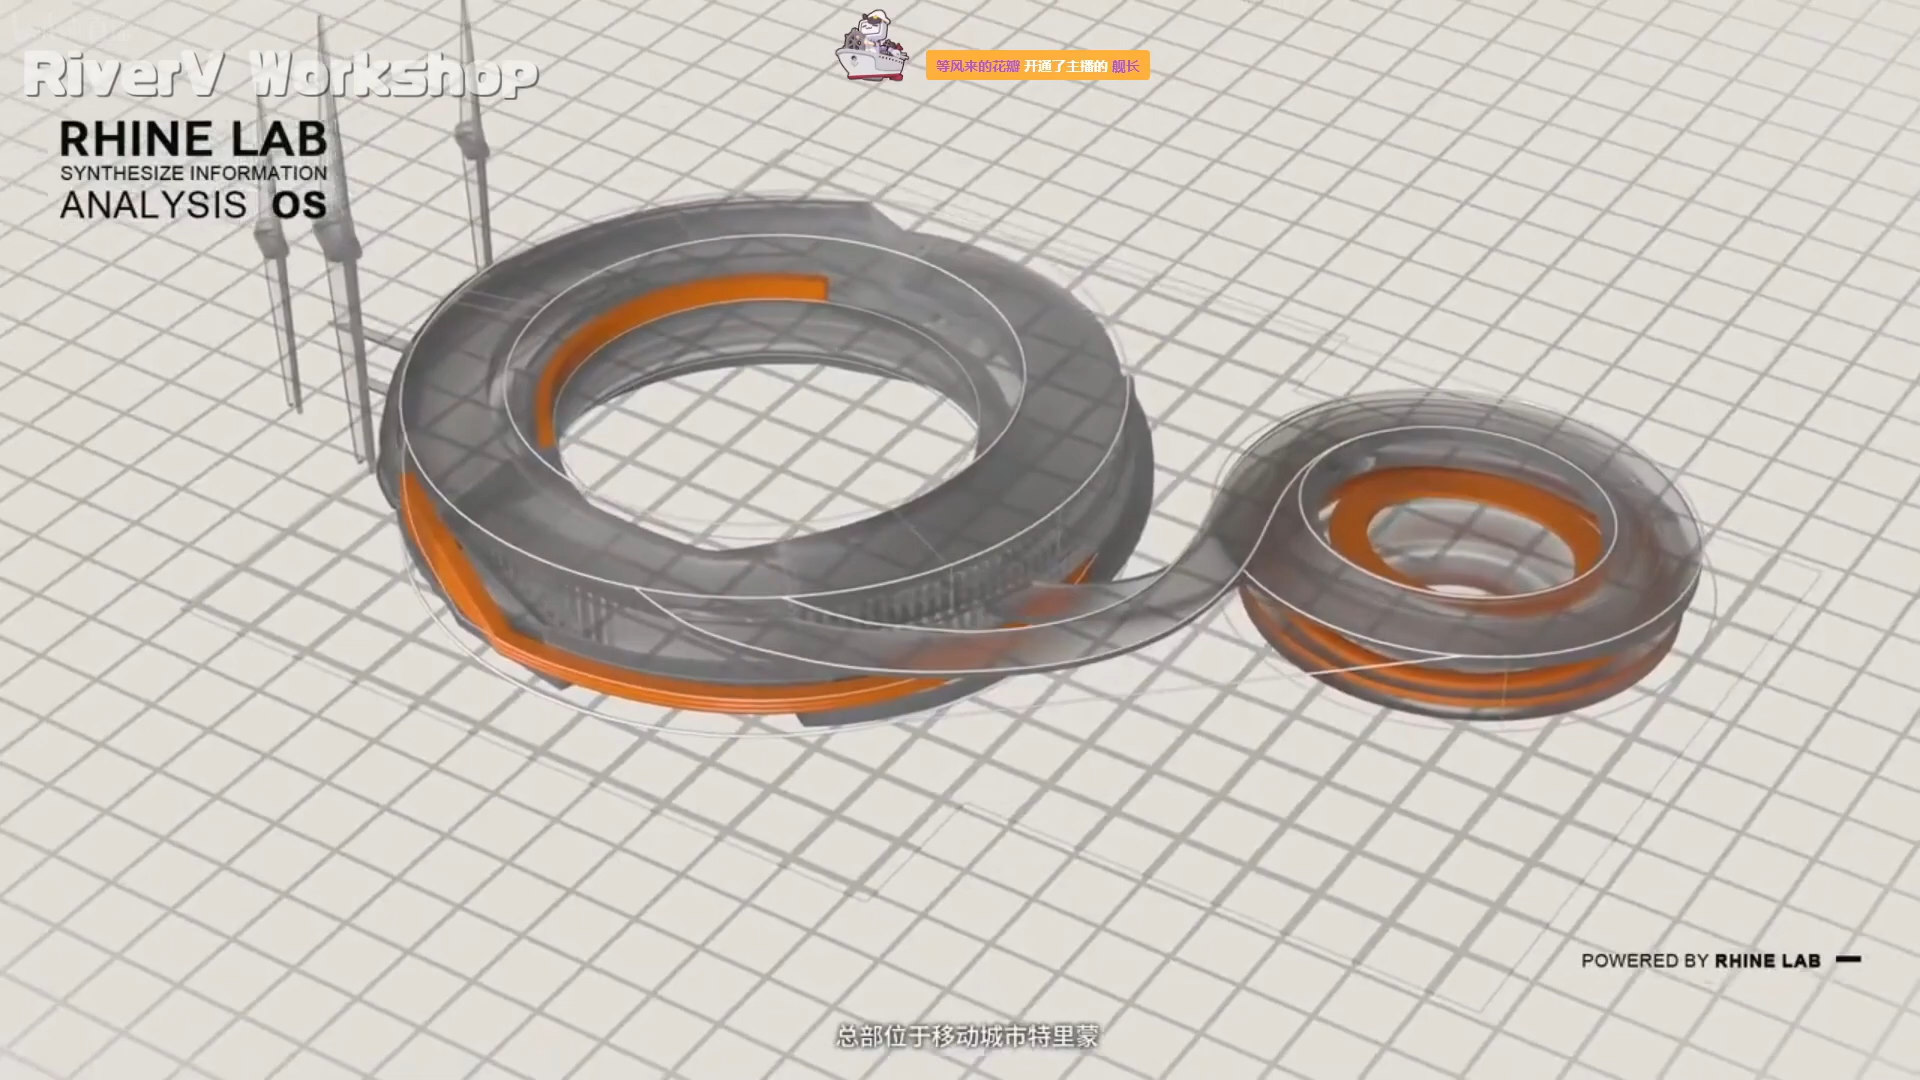 等风来的花瓣 开通了主播的 舰长
RiverV Workshop
RHINE LAB
SYNTHESIZE INFORMATION
ANALYSIS OS
POWERED BY RHINE LAB
总部位于移动城市特里蒙